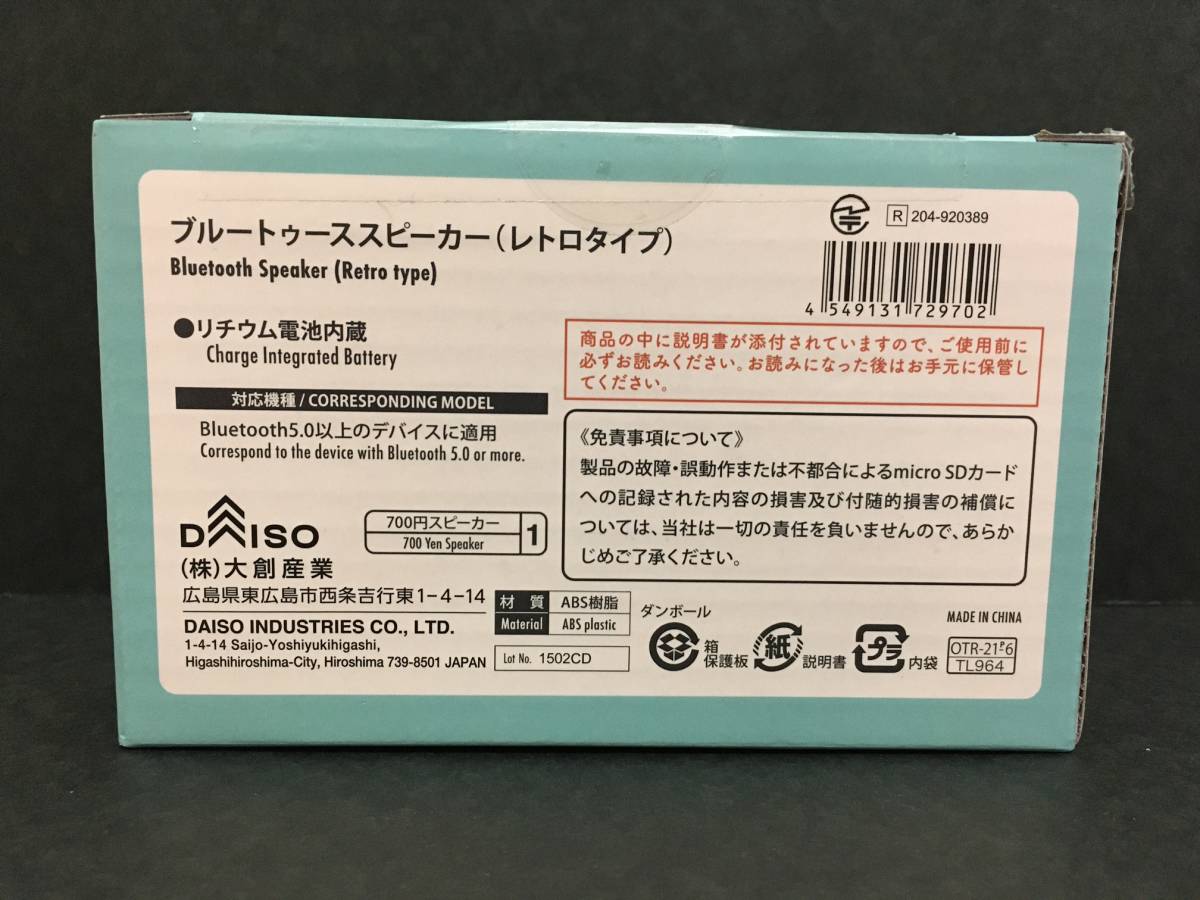 ブルートゥーススピーカー(レトロタイプ)
Bluetooth Speaker (Retro type)
●リチウム電池内蔵
Charge Integrated Battery
対応機種 / CORRESPONDING MODEL
Bluetooth5.0以上のデバイスに適用
Correspond to the device with Bluetooth 5.0 or more.
DAISO
700円スピーカー
700 Yen Speaker
1
(株)大創産業
広島県東広島市西条吉行東1-4-14
DAISO INDUSTRIES CO., LTD.
1-4-14 Saijo-Yoshiyukihigashi,
Higashihiroshima-City, Hiroshima 739-8501 JAPAN
材質 ABS樹脂
Material ABS plastic
Lot No. 1502CD
R 204-920389
4 549131 729702
商品の中に説明書が添付されていますので、ご使用前に
必ずお読みください。お読みになった後はお手元に保管し
てください。
《免責事項について》
製品の故障・誤動作または不都合によるmicro SDカード
への記録された内容の損害及び付随的損害の補償に
ついては、当社は一切の責任を負いませんので、あらか
じめご了承ください。
ダンボール
箱
保護板
紙
説明書
プラ
内袋
MADE IN CHINA
OTR-21P6
TL964